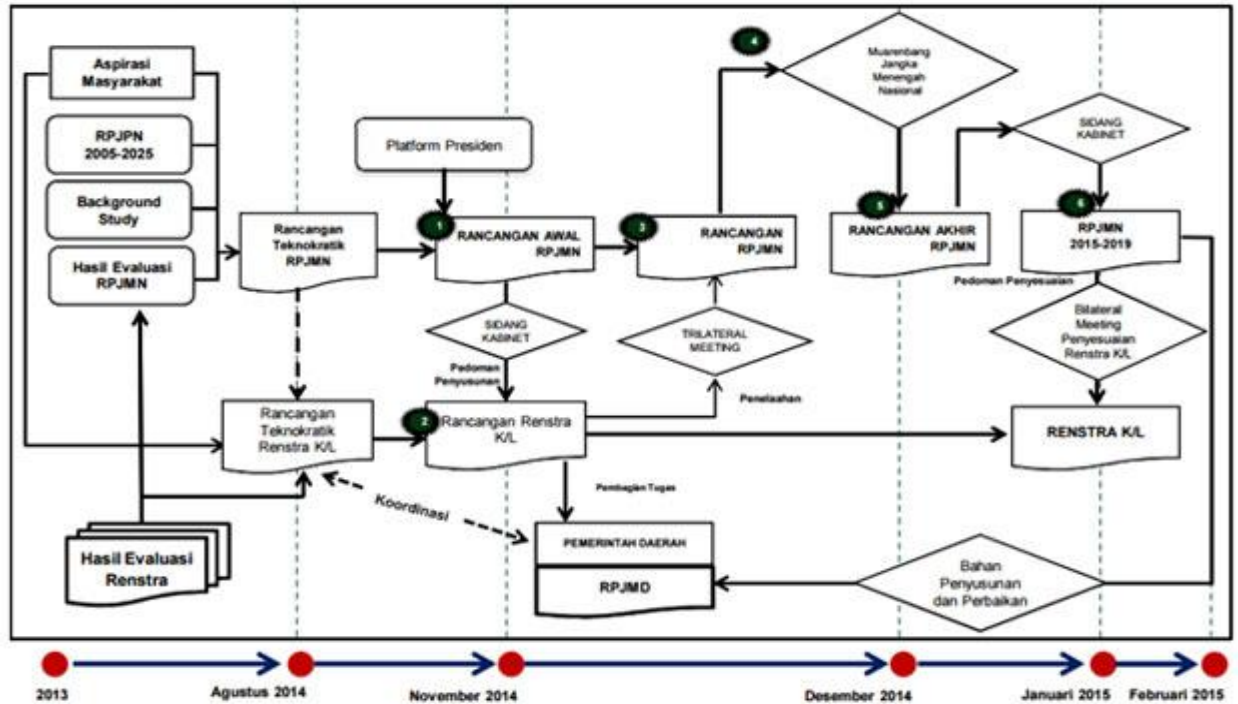 Aspirasi
Masyarakat
RPJPN
2005-2025
Background
Study
Hasil Evaluasi
RPJMN
Hasil Evaluasi
Renstra
Rancangan
Teknokratik
RPJMN
Rancangan
Teknokratik
Renstra K/L
Koordinasi
Platform Presiden
1
RANCANGAN AWAL
RPJMN
SIDANG
KABINET
Pedoman
Penyusunan
2
Rancangan Renstra
K/L
Pembagian Tugas
PEMERINTAH DAERAH
RPJMD
3
RANCANGAN
RPJMN
TRILATERAL
MEETING
Penelaahan
4
Musrenbang
Jangka
Menengah
Nasional
5
RANCANGAN AKHIR
RPJMN
SIDANG
KABINET
6
RPJMN
2015-2019
Pedoman Penyesuaian
Bilateral
Meeting
Penyesuaian
Renstra K/L
RENSTRA K/L
Bahan
Penyusunan
dan Perbaikan
2013
Agustus 2014
November 2014
Desember 2014
Januari 2015
Februari 2015